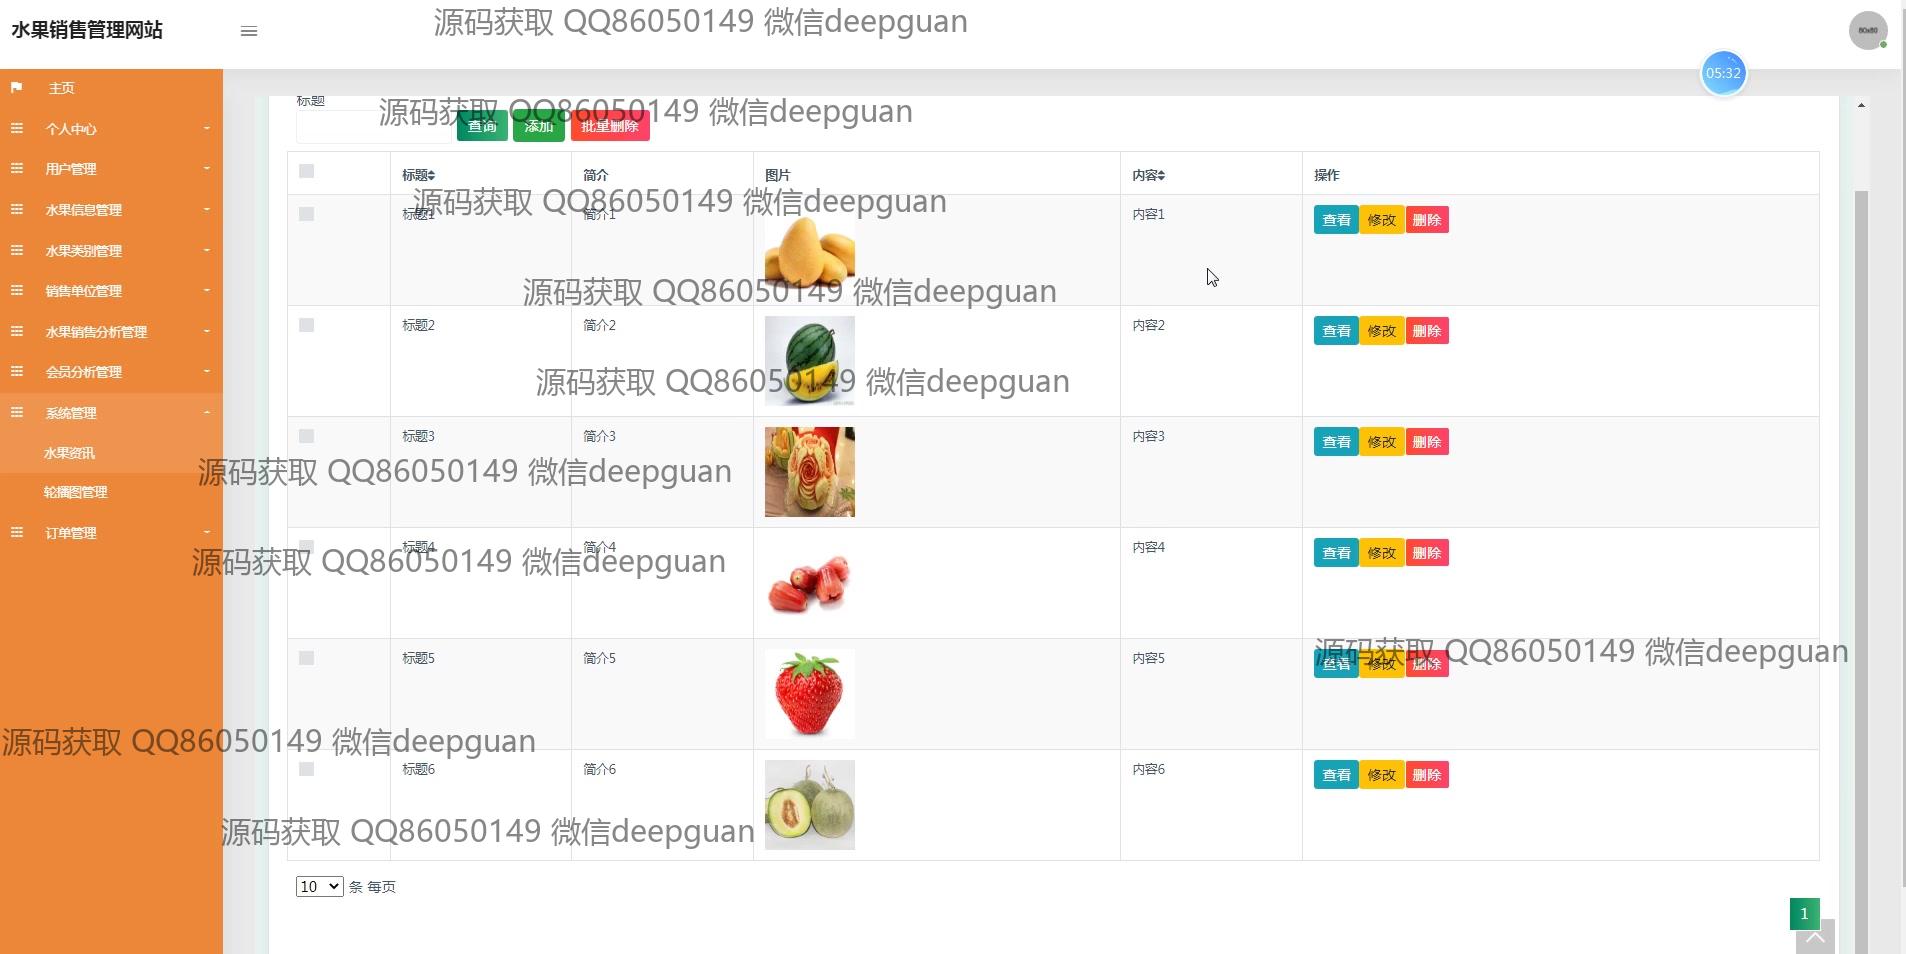 水果销售管理网站
源码获取 QQ86050149 微信deepguan
80x80
05:32
主页
个人中心
用户管理
水果信息管理
水果类别管理
销售单位管理
水果销售分析管理
会员分析管理
系统管理
水果资讯
轮播图管理
订单管理
标题
源码获取 QQ86050149 微信deepguan
查询 添加 批量删除
标题 简介 图片 内容 操作
源码获取 QQ86050149 微信deepguan
标题1 简介1 内容1 查看 修改 删除
源码获取 QQ86050149 微信deepguan
标题2 简介2 内容2 查看 修改 删除
源码获取 QQ86050149 微信deepguan
标题3 简介3 内容3 查看 修改 删除
源码获取 QQ86050149 微信deepguan
标题4 简介4 内容4 查看 修改 删除
源码获取 QQ86050149 微信deepguan
源码获取 QQ86050149 微信deepguan
标题5 简介5 内容5 查看 修改 删除
源码获取 QQ86050149 微信deepguan
标题6 简介6 内容6 查看 修改 删除
源码获取 QQ86050149 微信deepguan
10 条 每页
1